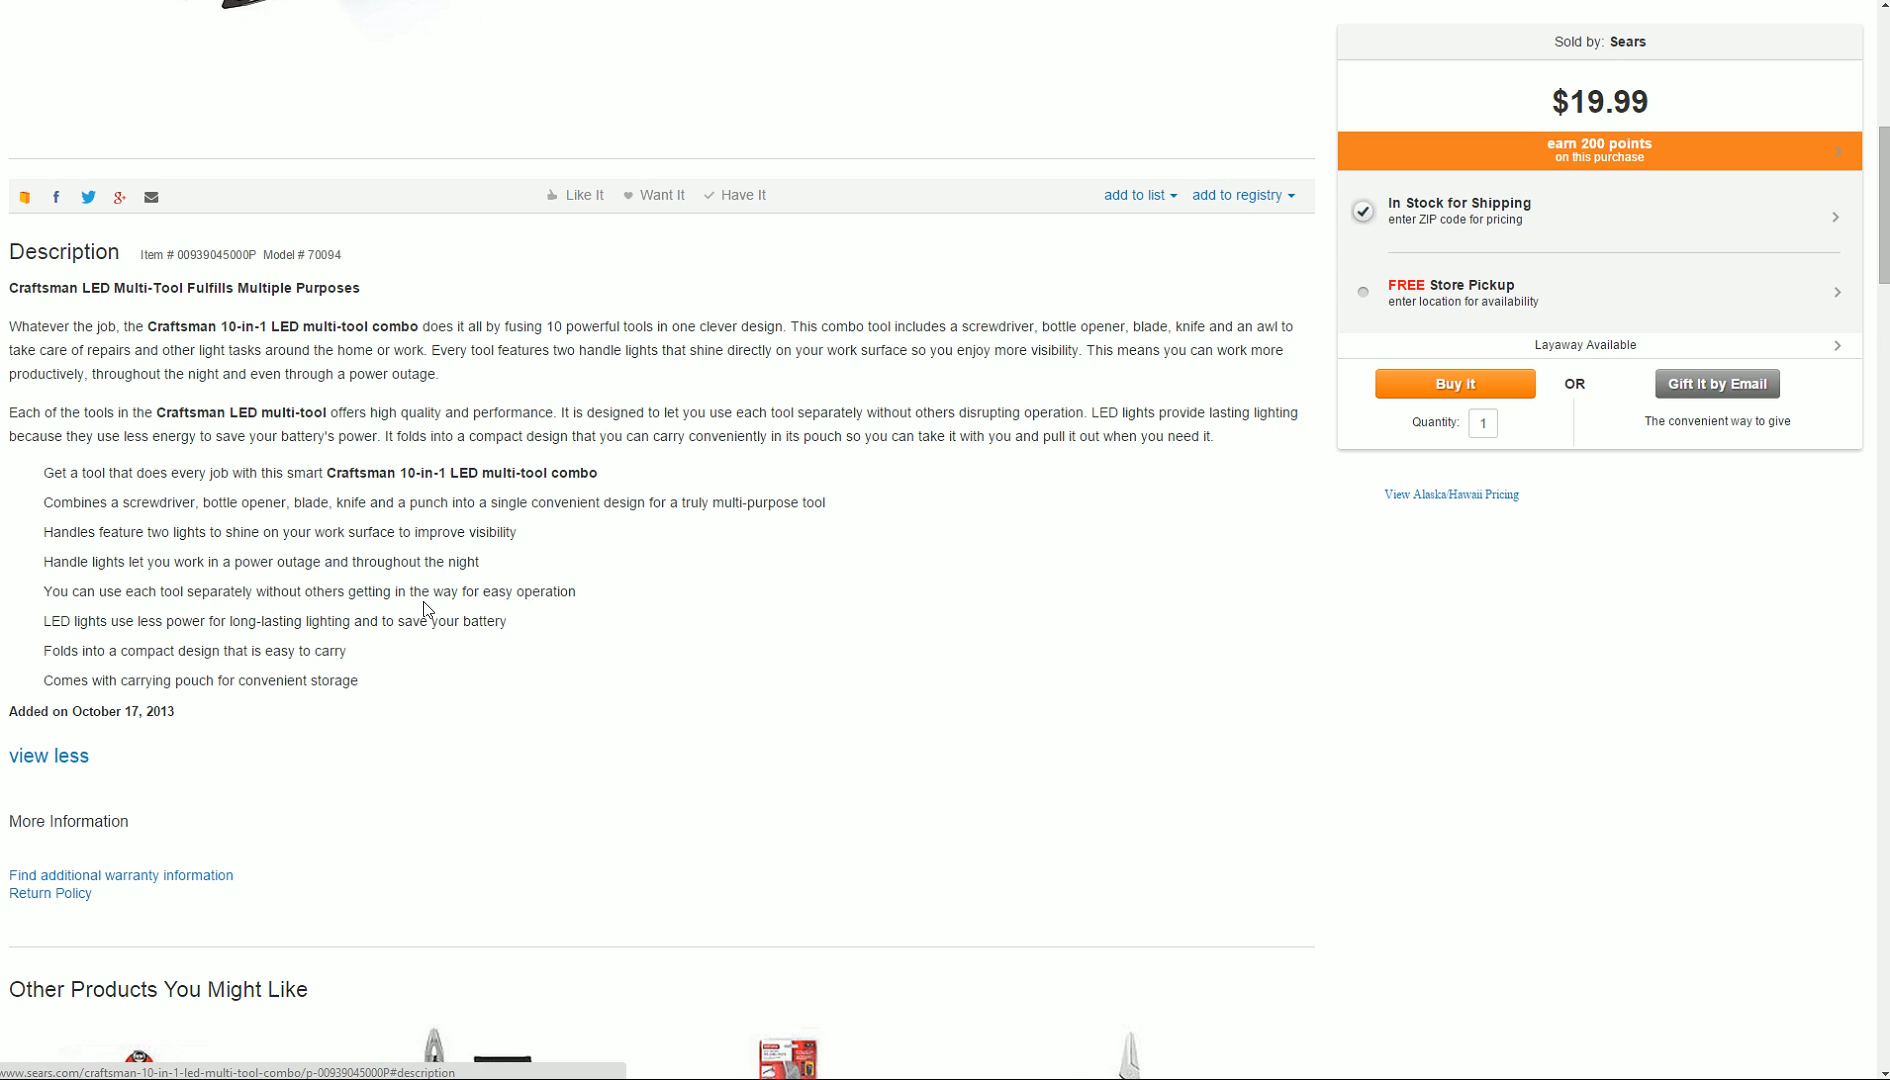 Sold by: Sears
$19.99
earn 200 points
on this purchase
Like It
Want It
Have It
add to list
add to registry
In Stock for Shipping
enter ZIP code for pricing
FREE Store Pickup
enter location for availability
Layaway Available
Buy It
OR
Gift It by Email
Quantity: 1
The convenient way to give
View Alaska/Hawaii Pricing
Description Item # 00939045000P Model # 70094
Craftsman LED Multi-Tool Fulfills Multiple Purposes
Whatever the job, the Craftsman 10-in-1 LED multi-tool combo does it all by fusing 10 powerful tools in one clever design. This combo tool includes a screwdriver, bottle opener, blade, knife and an awl to
take care of repairs and other light tasks around the home or work. Every tool features two handle lights that shine directly on your work surface so you enjoy more visibility. This means you can work more
productively, throughout the night and even through a power outage.
Each of the tools in the Craftsman LED multi-tool offers high quality and performance. It is designed to let you use each tool separately without others disrupting operation. LED lights provide lasting lighting
because they use less energy to save your battery's power. It folds into a compact design that you can carry conveniently in its pouch so you can take it with you and pull it out when you need it.
Get a tool that does every job with this smart Craftsman 10-in-1 LED multi-tool combo
Combines a screwdriver, bottle opener, blade, knife and a punch into a single convenient design for a truly multi-purpose tool
Handles feature two lights to shine on your work surface to improve visibility
Handle lights let you work in a power outage and throughout the night
You can use each tool separately without others getting in the way for easy operation
LED lights use less power for long-lasting lighting and to save your battery
Folds into a compact design that is easy to carry
Comes with carrying pouch for convenient storage
Added on October 17, 2013
view less
More Information
Find additional warranty information
Return Policy
Other Products You Might Like
www.sears.com/craftsman-10-in-1-led-multi-tool-combo/p-00939045000P#description